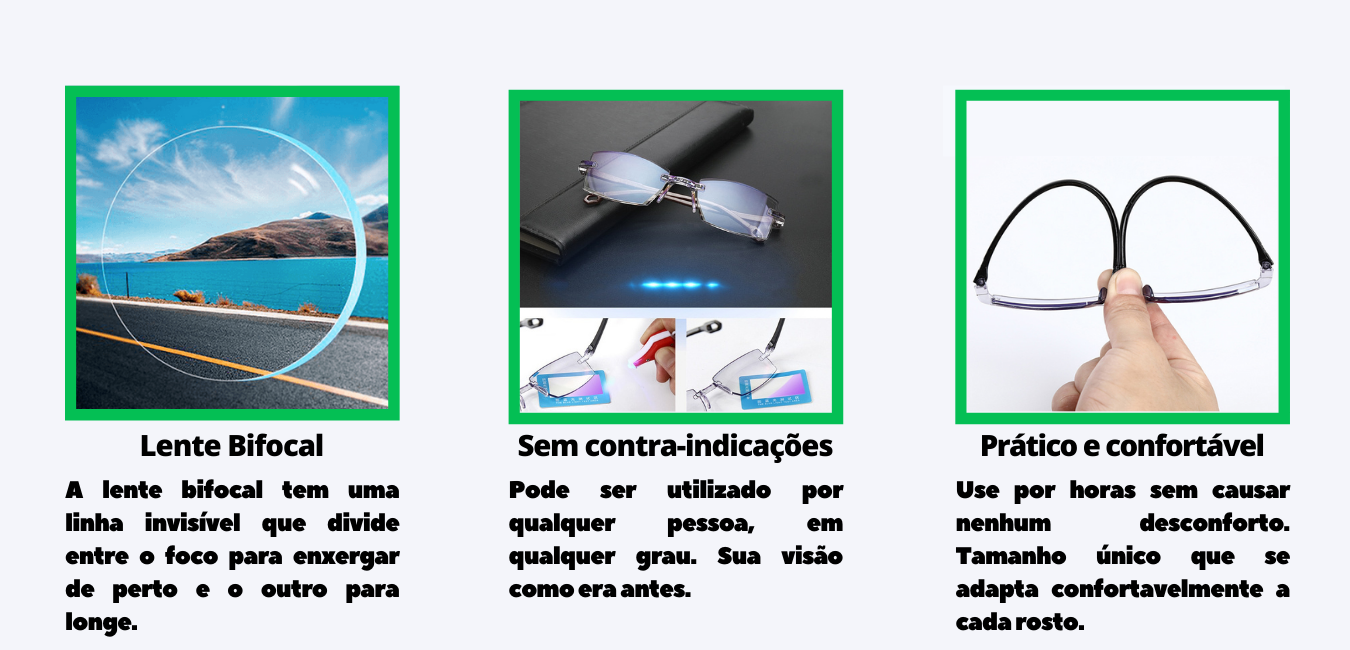 Lente Bifocal
A lente bifocal tem uma
linha invisível que divide
entre o foco para enxergar
de perto e o outro para
longe.
Sem contra-indicações
Pode ser utilizado por
qualquer pessoa, em
qualquer grau. Sua visão
como era antes.
Prático e confortável
Use por horas sem causar
nenhum desconforto.
Tamanho único que se
adapta confortavelmente a
cada rosto.